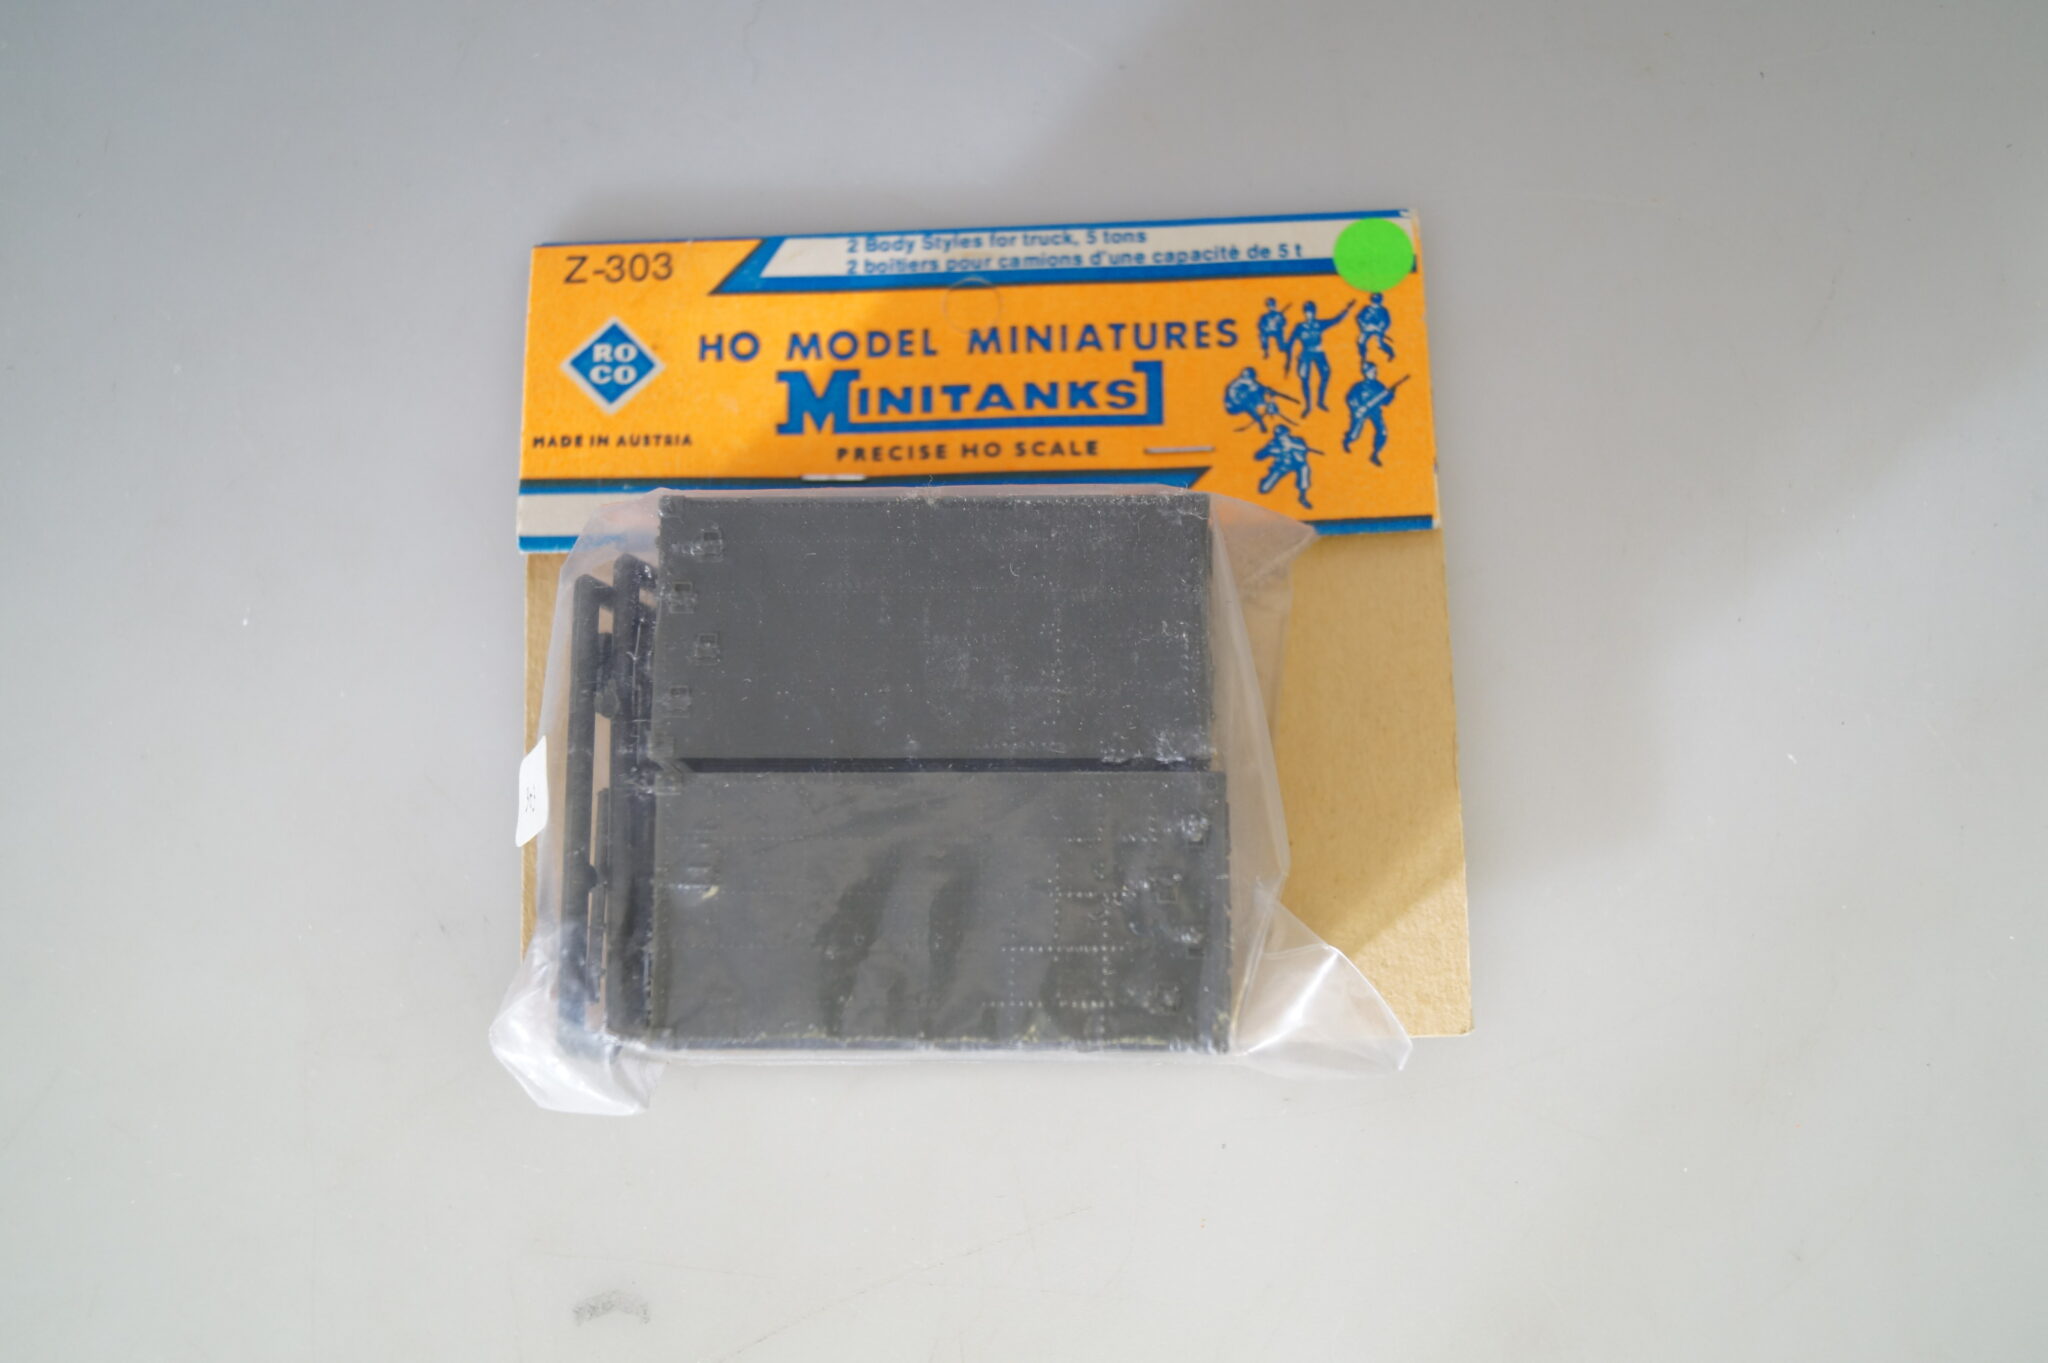 2 Body Styles for truck, 5 tons
Z-303
2 boîtiers pour camions d'une capacité de 5 t
HO MODEL MINIATURES
RO
CO
MINITANKS
MADE IN AUSTRIA
PRECISE HO SCALE